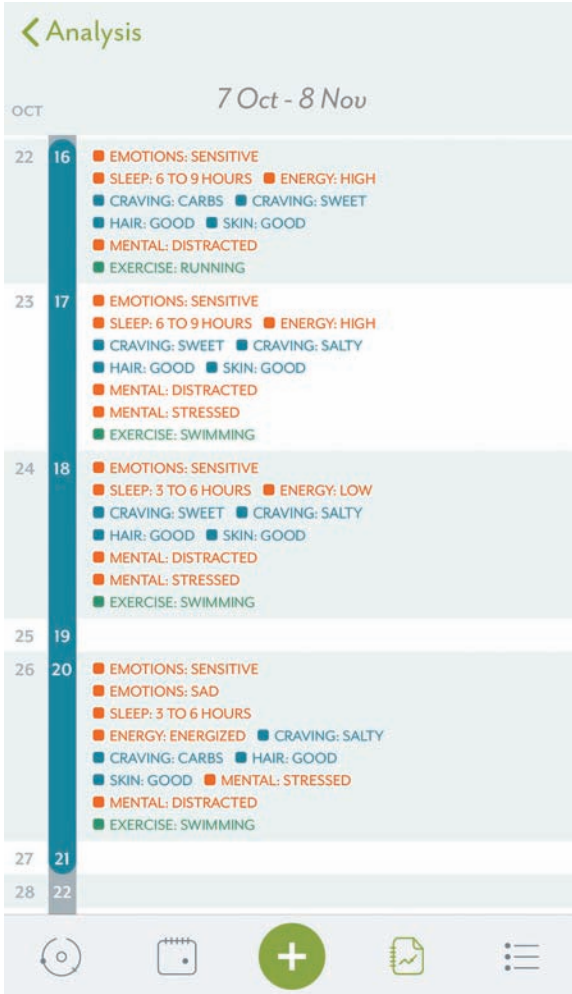 Analysis
7 Oct - 8 Nov
OCT
22 16 EMOTIONS: SENSITIVE
SLEEP: 6 TO 9 HOURS ENERGY: HIGH
CRAVING: CARBS CRAVING: SWEET
HAIR: GOOD SKIN: GOOD
MENTAL: DISTRACTED
EXERCISE: RUNNING
23 17 EMOTIONS: SENSITIVE
SLEEP: 6 TO 9 HOURS ENERGY: HIGH
CRAVING: SWEET CRAVING: SALTY
HAIR: GOOD SKIN: GOOD
MENTAL: DISTRACTED
MENTAL: STRESSED
EXERCISE: SWIMMING
24 18 EMOTIONS: SENSITIVE
SLEEP: 3 TO 6 HOURS ENERGY: LOW
CRAVING: SWEET CRAVING: SALTY
HAIR: GOOD SKIN: GOOD
MENTAL: DISTRACTED
MENTAL: STRESSED
EXERCISE: SWIMMING
25 19
26 20 EMOTIONS: SENSITIVE
EMOTIONS: SAD
SLEEP: 3 TO 6 HOURS
ENERGY: ENERGIZED CRAVING: SALTY
CRAVING: CARBS HAIR: GOOD
SKIN: GOOD MENTAL: STRESSED
MENTAL: DISTRACTED
EXERCISE: SWIMMING
27 21
28 22